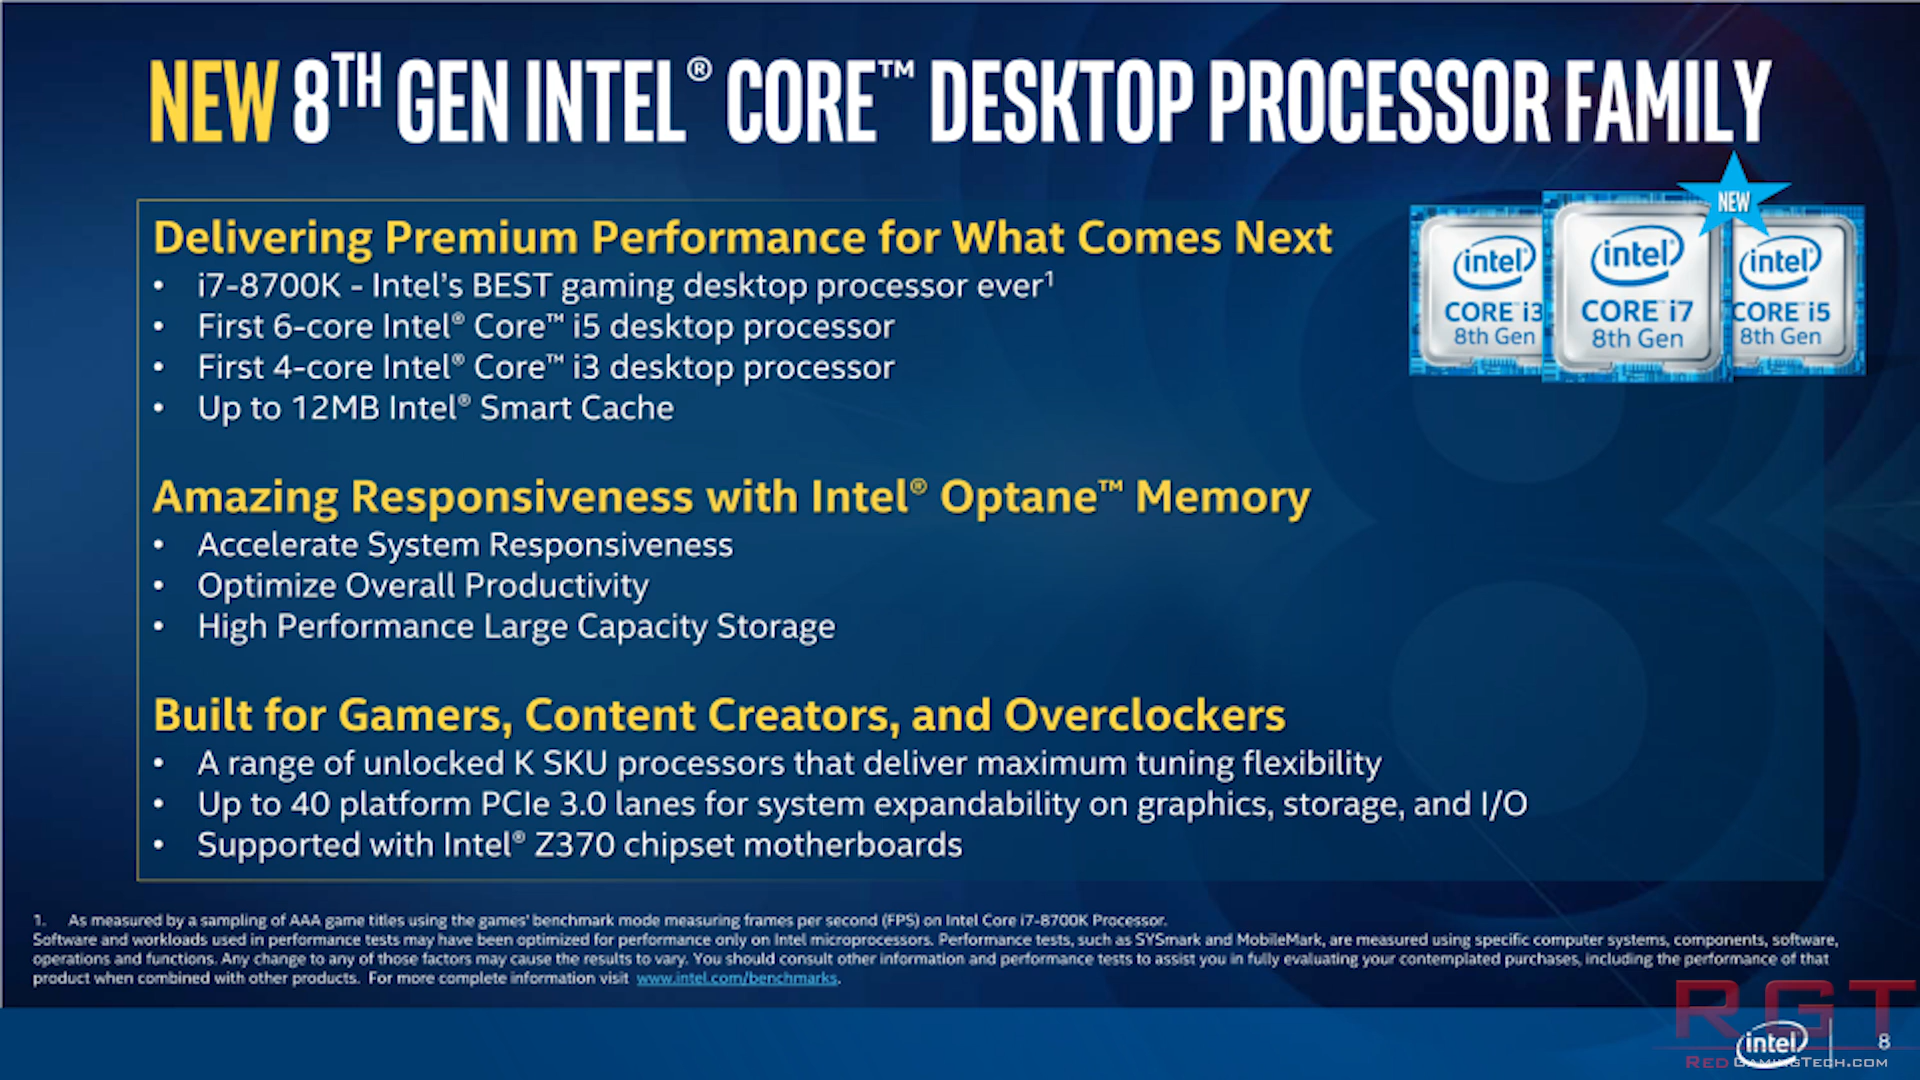 NEW 8TH GEN INTEL® CORE™ DESKTOP PROCESSOR FAMILY
NEW
Delivering Premium Performance for What Comes Next
• i7-8700K - Intel's BEST gaming desktop processor ever1
• First 6-core Intel® Core™ i5 desktop processor
• First 4-core Intel® Core™ i3 desktop processor
• Up to 12MB Intel® Smart Cache
intel®
CORE™ i3
8th Gen
intel®
CORE™ i7
8th Gen
intel®
CORE™ i5
8th Gen
Amazing Responsiveness with Intel® Optane™ Memory
• Accelerate System Responsiveness
• Optimize Overall Productivity
• High Performance Large Capacity Storage
Built for Gamers, Content Creators, and Overclockers
• A range of unlocked K SKU processors that deliver maximum tuning flexibility
• Up to 40 platform PCIe 3.0 lanes for system expandability on graphics, storage, and I/O
• Supported with Intel® Z370 chipset motherboards
1. As measured by a sampling of AAA game titles using the games' benchmark mode measuring frames per second (FPS) on Intel Core i7-8700K Processor.
Software and workloads used in performance tests may have been optimized for performance only on Intel microprocessors. Performance tests, such as SYSmark and MobileMark, are measured using specific computer systems, components, software,
operations and functions. Any change to any of those factors may cause the results to vary. You should consult other information and performance tests to assist you in fully evaluating your contemplated purchases, including the performance of that
product when combined with other products. For more complete information visit www.intel.com/benchmarks.
RGT
intel
8
RedGamingTech.com